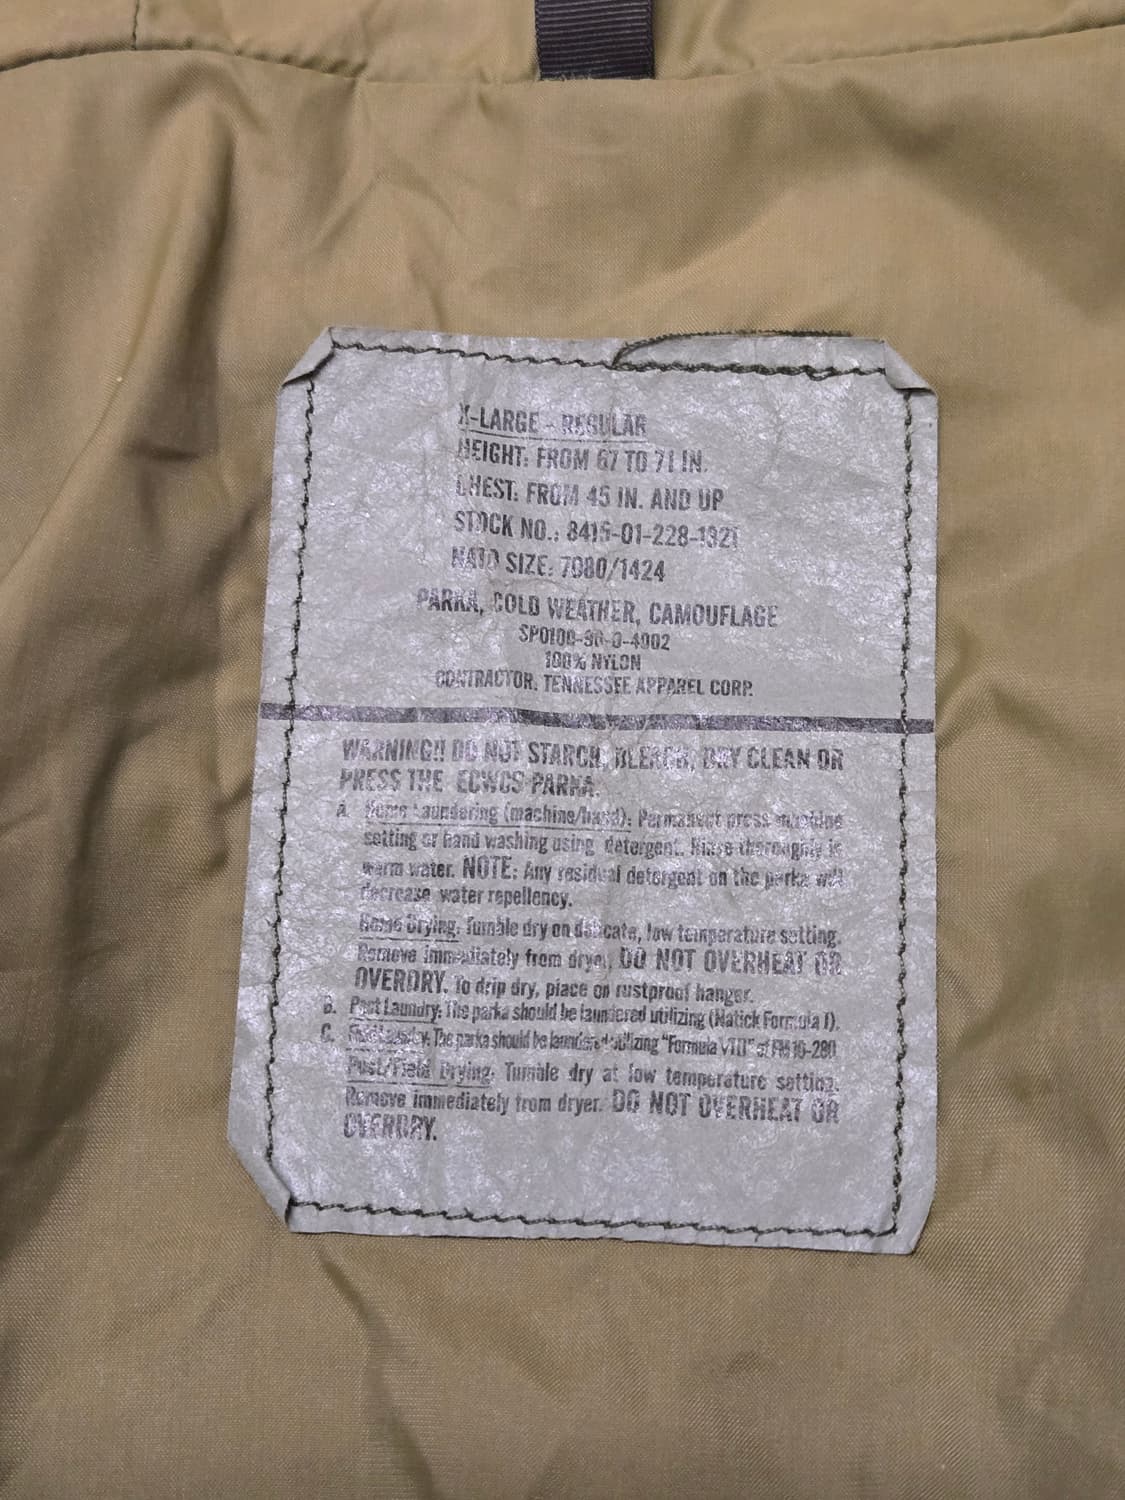 X-LARGE - REGULAR
HEIGHT: FROM 67 TO 71 IN.
CHEST: FROM 45 IN. AND UP
STOCK NO.: 8415-01-228-1321
NATO SIZE: 7080/1424
PARKA, COLD WEATHER, CAMOUFLAGE
100% NYLON
CONTRACTOR. TENNESSEE APPAREL CORP.
WARNING!! DO NOT STARCH, BLEACH, DRY CLEAN OR
PRESS THE ECWCS PARKA.
A. Home Laundering (machine/hand): Permanent press machine
setting or hand washing using detergent. Rinse thoroughly in
warm water. NOTE: Any residual detergent on the parka will
decrease water repellency.
Home Drying: Tumble dry on delicate, low temperature setting.
Remove immediately from dryer. DO NOT OVERHEAT OR
OVERDRY. To drip dry, place on rustproof hanger.
B. Post Laundry: The parka should be laundered utilizing (Natick Formula I).
C. Field Laundry: The parka should be laundered utilizing "Formula VIII" of FM 10-280.
Post/Field Drying: Tumble dry at low temperature setting.
Remove immediately from dryer. DO NOT OVERHEAT OR
OVERDRY.